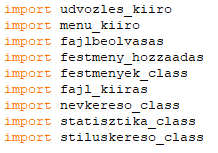 import udvozles_kiiro
import menu_kiiro
import fajlbeolvasas
import festmeny_hozzaadas
import festmenyek_class
import fajl_kiiras
import nevkereso_class
import statisztika_class
import stiluskereso_class